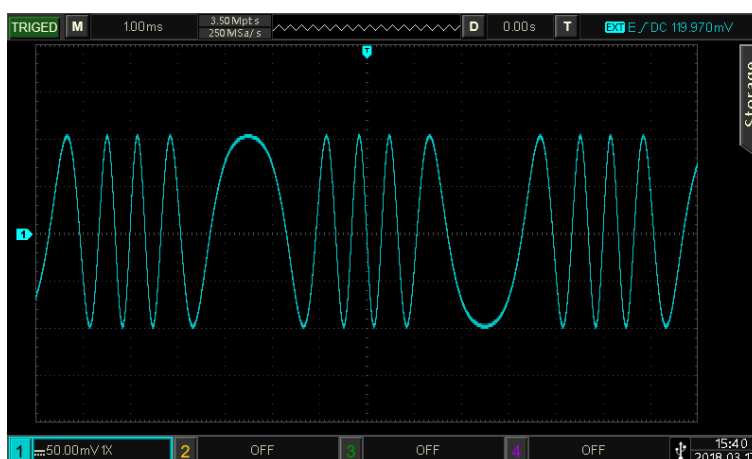 TRIGED M 1.00ms 3.50Mpts D 0.00s T EXT E DC 119.970mV
250MSa/s
T
Storage
1
1 50.00mV 1X 2 OFF 3 OFF 4 OFF 15:40